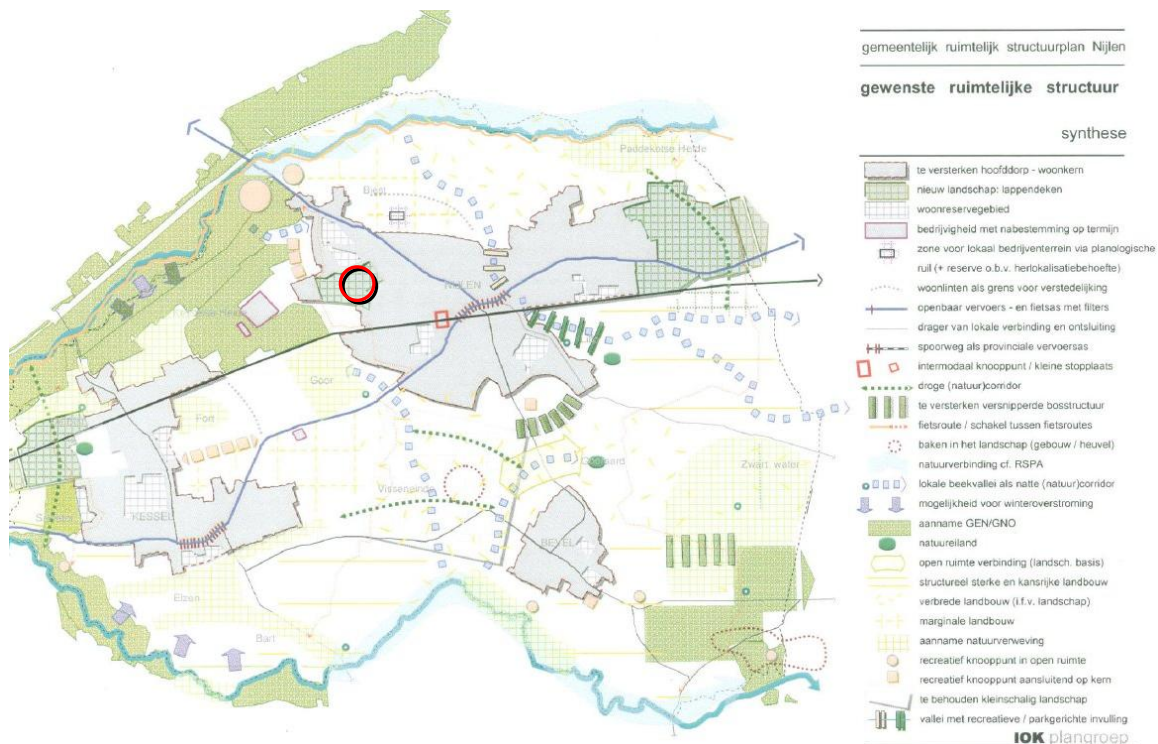 gemeentelijk ruimtelijk structuurplan Nijlen
gewenste ruimtelijke structuur
synthese
te versterken hoofddorp - woonkern
nieuw landschap: lappendeken
woonreservegebied
bedrijvigheid met nabestemming op termijn
zone voor lokaal bedrijventerrein via planologische
ruil (+ reserve o.b.v. herlokalisatiebehoefte)
woonlinten als grens voor verstedelijking
openbaar vervoers - en fietsas met filters
drager van lokale verbinding en ontsluiting
spoorweg als provinciale vervoersas
intermodaal knooppunt / kleine stopplaats
droge (natuur)corridor
te versterken versnipperde bosstructuur
fietsroute / schakel tussen fietsroutes
baken in het landschap (gebouw / heuvel)
natuurverbinding cf. RSPA
lokale beekvallei als natte (natuur)corridor
mogelijkheid voor winteroverstroming
aanname GEN/GNO
natuureiland
open ruimte verbinding (landsch. basis)
structureel sterke en kansrijke landbouw
verbrede landbouw (i.f.v. landschap)
marginale landbouw
aanname natuurverweving
recreatief knooppunt in open ruimte
recreatief knooppunt aansluitend op kern
te behouden kleinschalig landschap
vallei met recreatieve / parkgerichte invulling
IOK plangroep
Paddekotse Heide
Biest
Goor
Fort
Zwart water
Visseneinde
KESSEL
BEVEL
Elzen
Bart